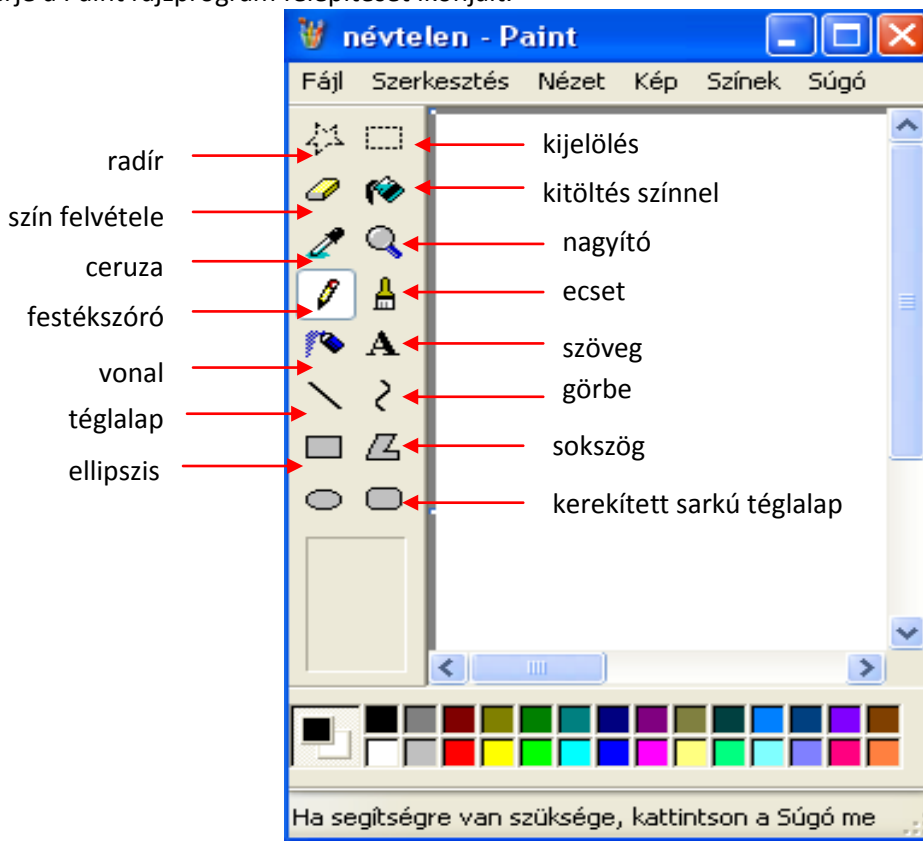 névtelen - Paint
Fájl Szerkesztés Nézet Kép Színek Súgó
radír
kijelölés
szín felvétele
kitöltés színnel
ceruza
nagyító
festékszóró
ecset
vonal
szöveg
téglalap
görbe
ellipszis
sokszög
kerekített sarkú téglalap
A
Ha segítségre van szüksége, kattintson a Súgó me